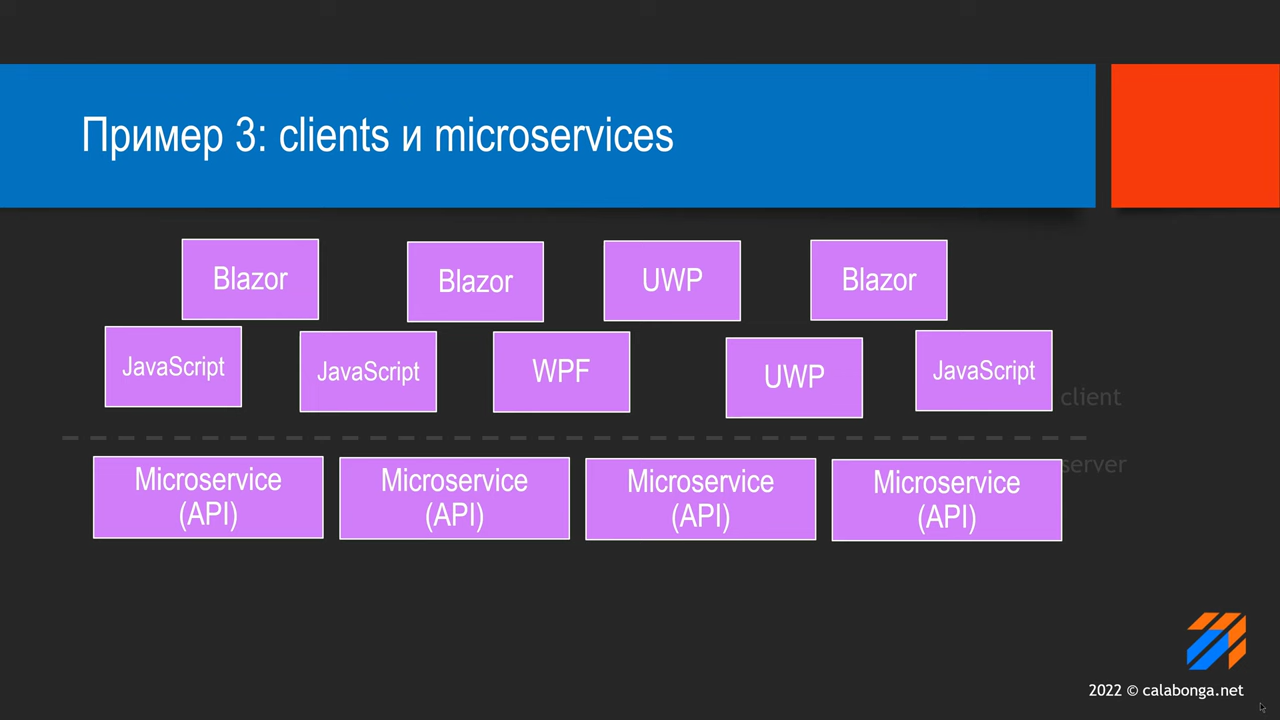 Пример 3: clients и microservices
Blazor
Blazor
UWP
Blazor
JavaScript
JavaScript
WPF
UWP
JavaScript
client
server
Microservice
(API)
Microservice
(API)
Microservice
(API)
Microservice
(API)
2022 © calabonga.net